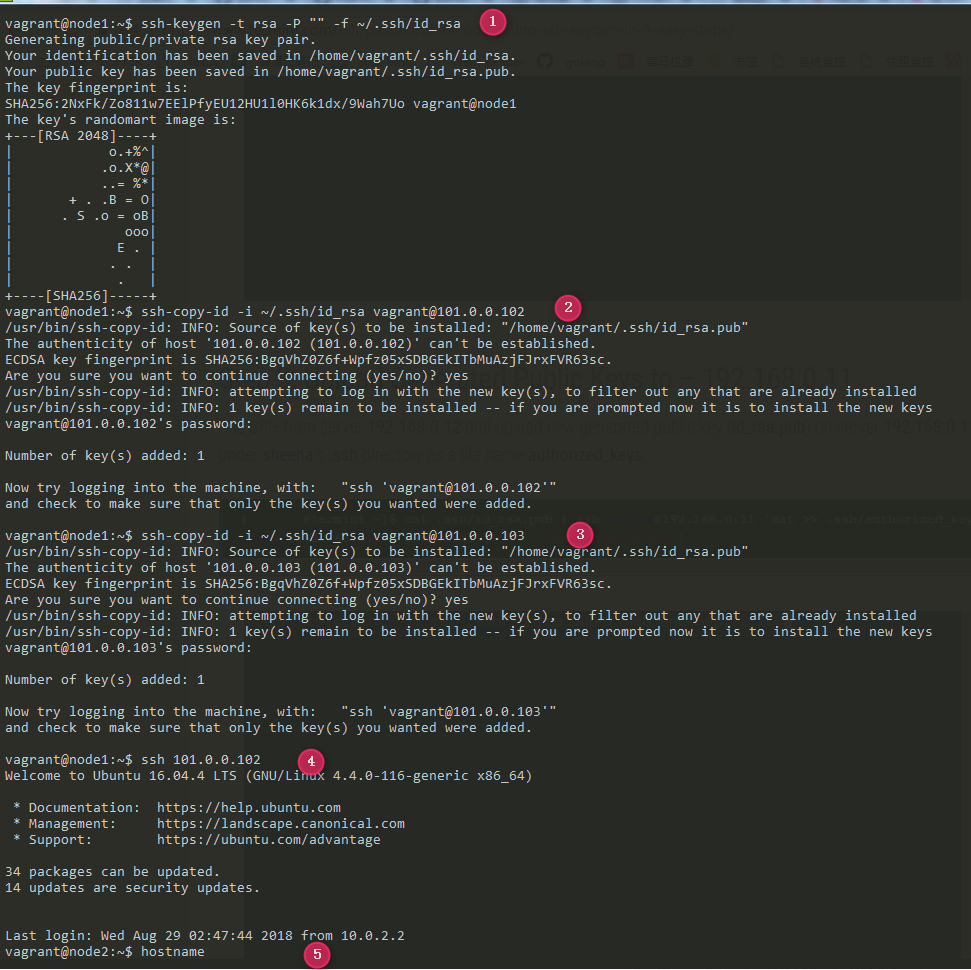 vagrant@node1:~$ ssh-keygen -t rsa -P "" -f ~/.ssh/id_rsa 1
Generating public/private rsa key pair.
Your identification has been saved in /home/vagrant/.ssh/id_rsa.
Your public key has been saved in /home/vagrant/.ssh/id_rsa.pub.
The key fingerprint is:
SHA256:2NxFk/Zo811w7EElPfyEU12HU1l0HK6k1dx/9Wah7Uo vagrant@node1
The key's randomart image is:
+---[RSA 2048]----+
|            o.+%^|
|           .o.X*@|
|           ..= %*|
|       + . .B = O|
|      . S .o = oB|
|              ooo|
|             E . |
|            . .  |
|             .   |
+----[SHA256]-----+
vagrant@node1:~$ ssh-copy-id -i ~/.ssh/id_rsa vagrant@101.0.0.102 2
/usr/bin/ssh-copy-id: INFO: Source of key(s) to be installed: "/home/vagrant/.ssh/id_rsa.pub"
The authenticity of host '101.0.0.102 (101.0.0.102)' can't be established.
ECDSA key fingerprint is SHA256:BgqVhZ0Z6f+Wpfz05xSDBGEkITbMuAzjFJrxFVR63sc.
Are you sure you want to continue connecting (yes/no)? yes
/usr/bin/ssh-copy-id: INFO: attempting to log in with the new key(s), to filter out any that are already installed
/usr/bin/ssh-copy-id: INFO: 1 key(s) remain to be installed -- if you are prompted now it is to install the new keys
vagrant@101.0.0.102's password:

Number of key(s) added: 1

Now try logging into the machine, with:   "ssh 'vagrant@101.0.0.102'"
and check to make sure that only the key(s) you wanted were added.

vagrant@node1:~$ ssh-copy-id -i ~/.ssh/id_rsa vagrant@101.0.0.103 3
/usr/bin/ssh-copy-id: INFO: Source of key(s) to be installed: "/home/vagrant/.ssh/id_rsa.pub"
The authenticity of host '101.0.0.103 (101.0.0.103)' can't be established.
ECDSA key fingerprint is SHA256:BgqVhZ0Z6f+Wpfz05xSDBGEkITbMuAzjFJrxFVR63sc.
Are you sure you want to continue connecting (yes/no)? yes
/usr/bin/ssh-copy-id: INFO: attempting to log in with the new key(s), to filter out any that are already installed
/usr/bin/ssh-copy-id: INFO: 1 key(s) remain to be installed -- if you are prompted now it is to install the new keys
vagrant@101.0.0.103's password:

Number of key(s) added: 1

Now try logging into the machine, with:   "ssh 'vagrant@101.0.0.103'"
and check to make sure that only the key(s) you wanted were added.

vagrant@node1:~$ ssh 101.0.0.102 4
Welcome to Ubuntu 16.04.4 LTS (GNU/Linux 4.4.0-116-generic x86_64)

 * Documentation:  https://help.ubuntu.com
 * Management:     https://landscape.canonical.com
 * Support:        https://ubuntu.com/advantage

34 packages can be updated.
14 updates are security updates.

Last login: Wed Aug 29 02:47:44 2018 from 10.0.2.2
vagrant@node2:~$ hostname 5